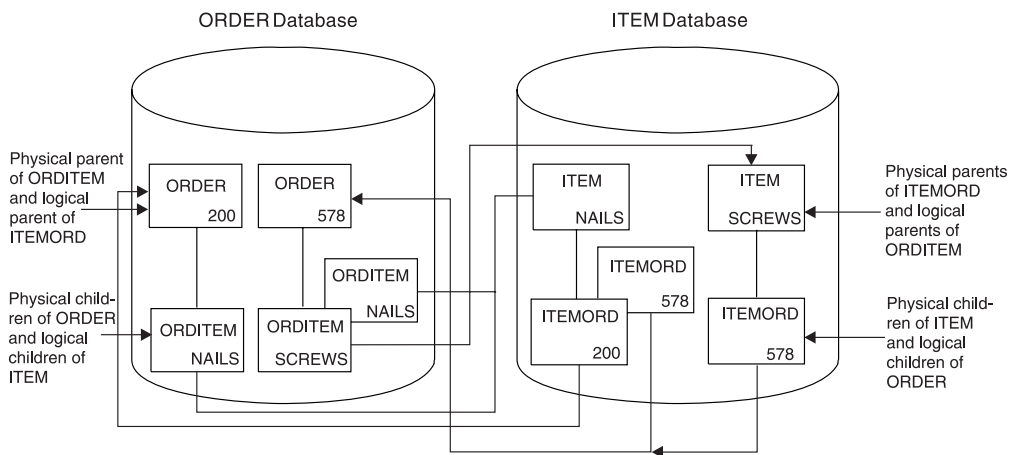 ORDER Database
ITEM Database
Physical parent
of ORDITEM
and logical
parent of
ITEMORD
ORDER
200
ORDER
578
ITEM
NAILS
ITEM
SCREWS
Physical parents
of ITEMORD
and logical
parents of
ORDITEM
ORDITEM
NAILS
ITEMORD
578
Physical child-
ren of ORDER
and logical
children of
ITEM
ORDITEM
NAILS
ORDITEM
SCREWS
ITEMORD
200
ITEMORD
578
Physical child-
ren of ITEM
and logical
children of
ORDER